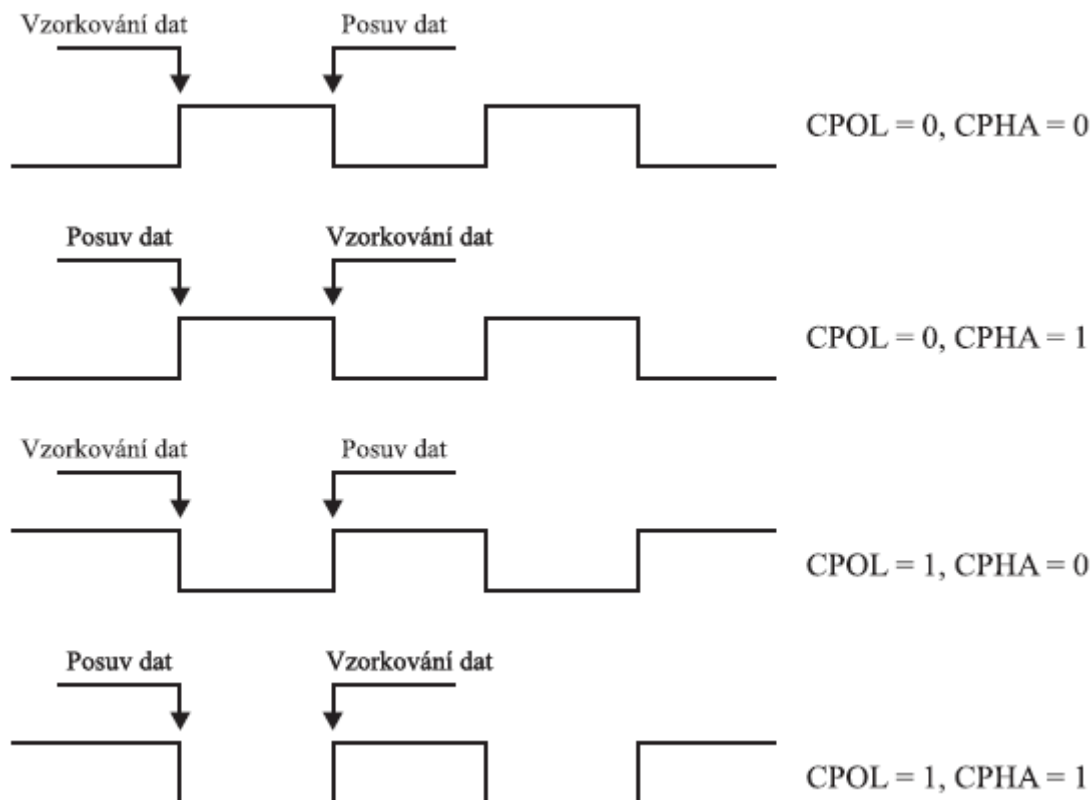 Vzorkování dat
Posuv dat
CPOL = 0, CPHA = 0
Posuv dat
Vzorkování dat
CPOL = 0, CPHA = 1
Vzorkování dat
Posuv dat
CPOL = 1, CPHA = 0
Posuv dat
Vzorkování dat
CPOL = 1, CPHA = 1